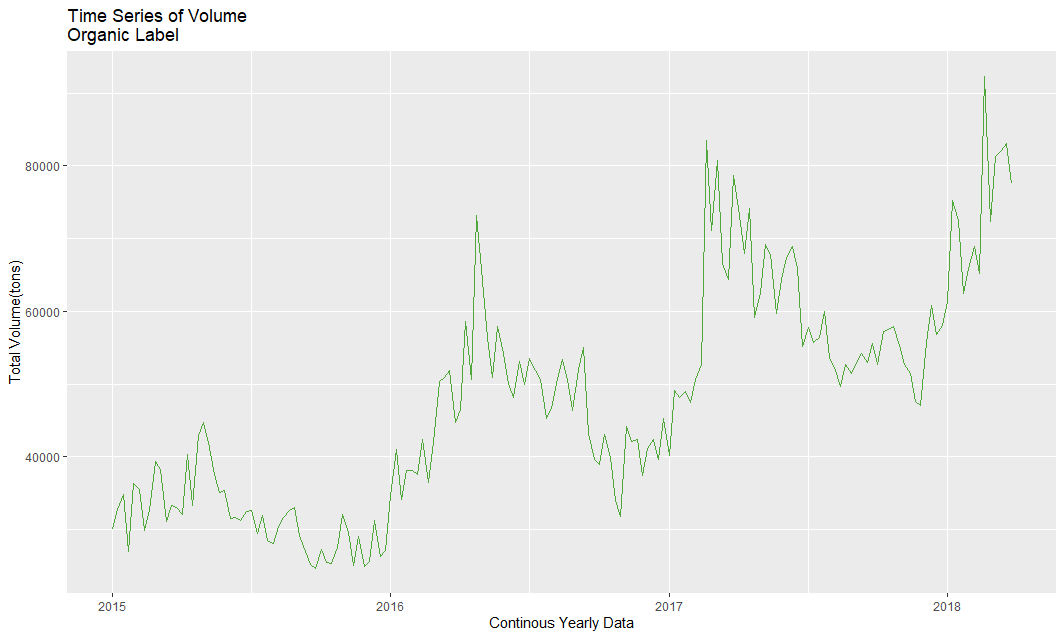 Time Series of Volume
Organic Label
Total Volume(tons)
80000
60000
40000
2015
2016
2017
2018
Continous Yearly Data